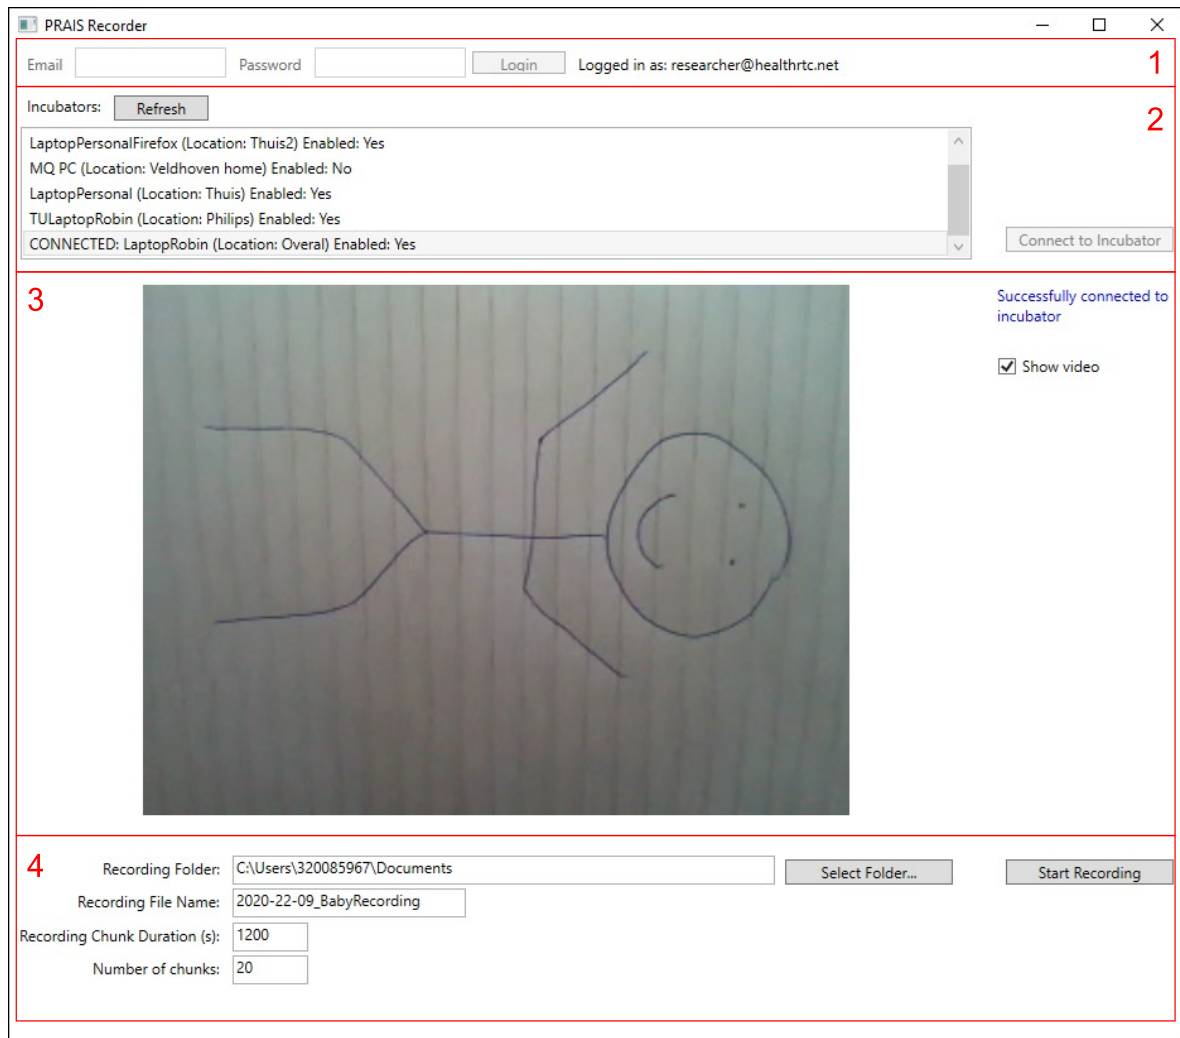 PRAIS Recorder
Email Password Login Logged in as: researcher@healthrtc.net 1
Incubators: Refresh 2
LaptopPersonalFirefox (Location: Thuis2) Enabled: Yes
MQ PC (Location: Veldhoven home) Enabled: No
LaptopPersonal (Location: Thuis) Enabled: Yes
TULaptopRobin (Location: Philips) Enabled: Yes
CONNECTED: LaptopRobin (Location: Overal) Enabled: Yes
Connect to Incubator
3
Successfully connected to
incubator
Show video
4
Recording Folder: C:\Users\320085967\Documents Select Folder... Start Recording
Recording File Name: 2020-22-09_BabyRecording
Recording Chunk Duration (s): 1200
Number of chunks: 20